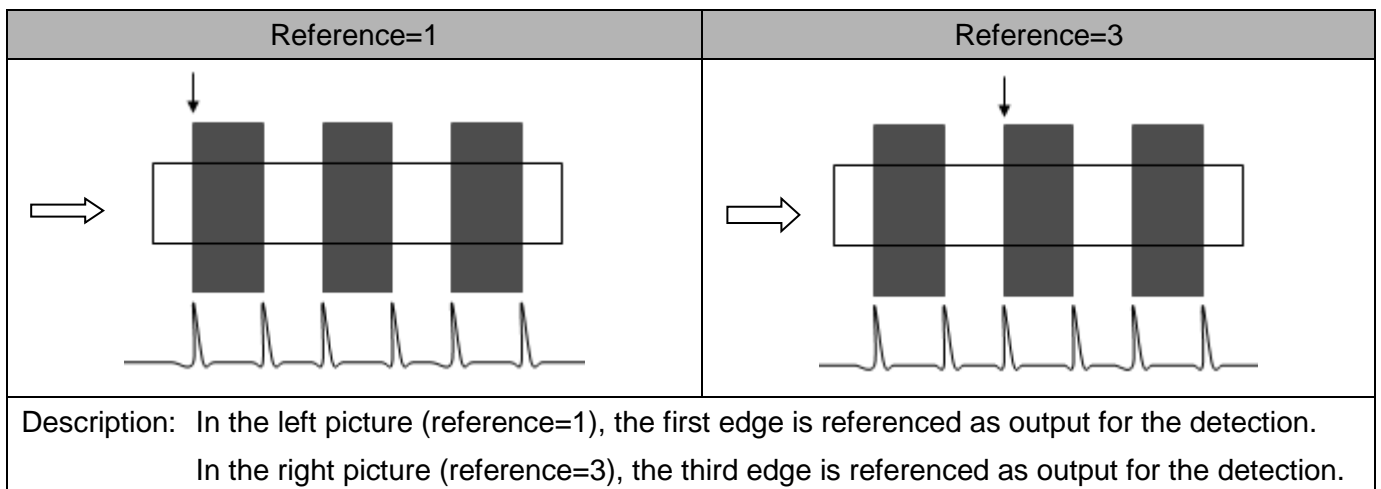 Reference=1
Reference=3
Description: In the left picture (reference=1), the first edge is referenced as output for the detection.
In the right picture (reference=3), the third edge is referenced as output for the detection.